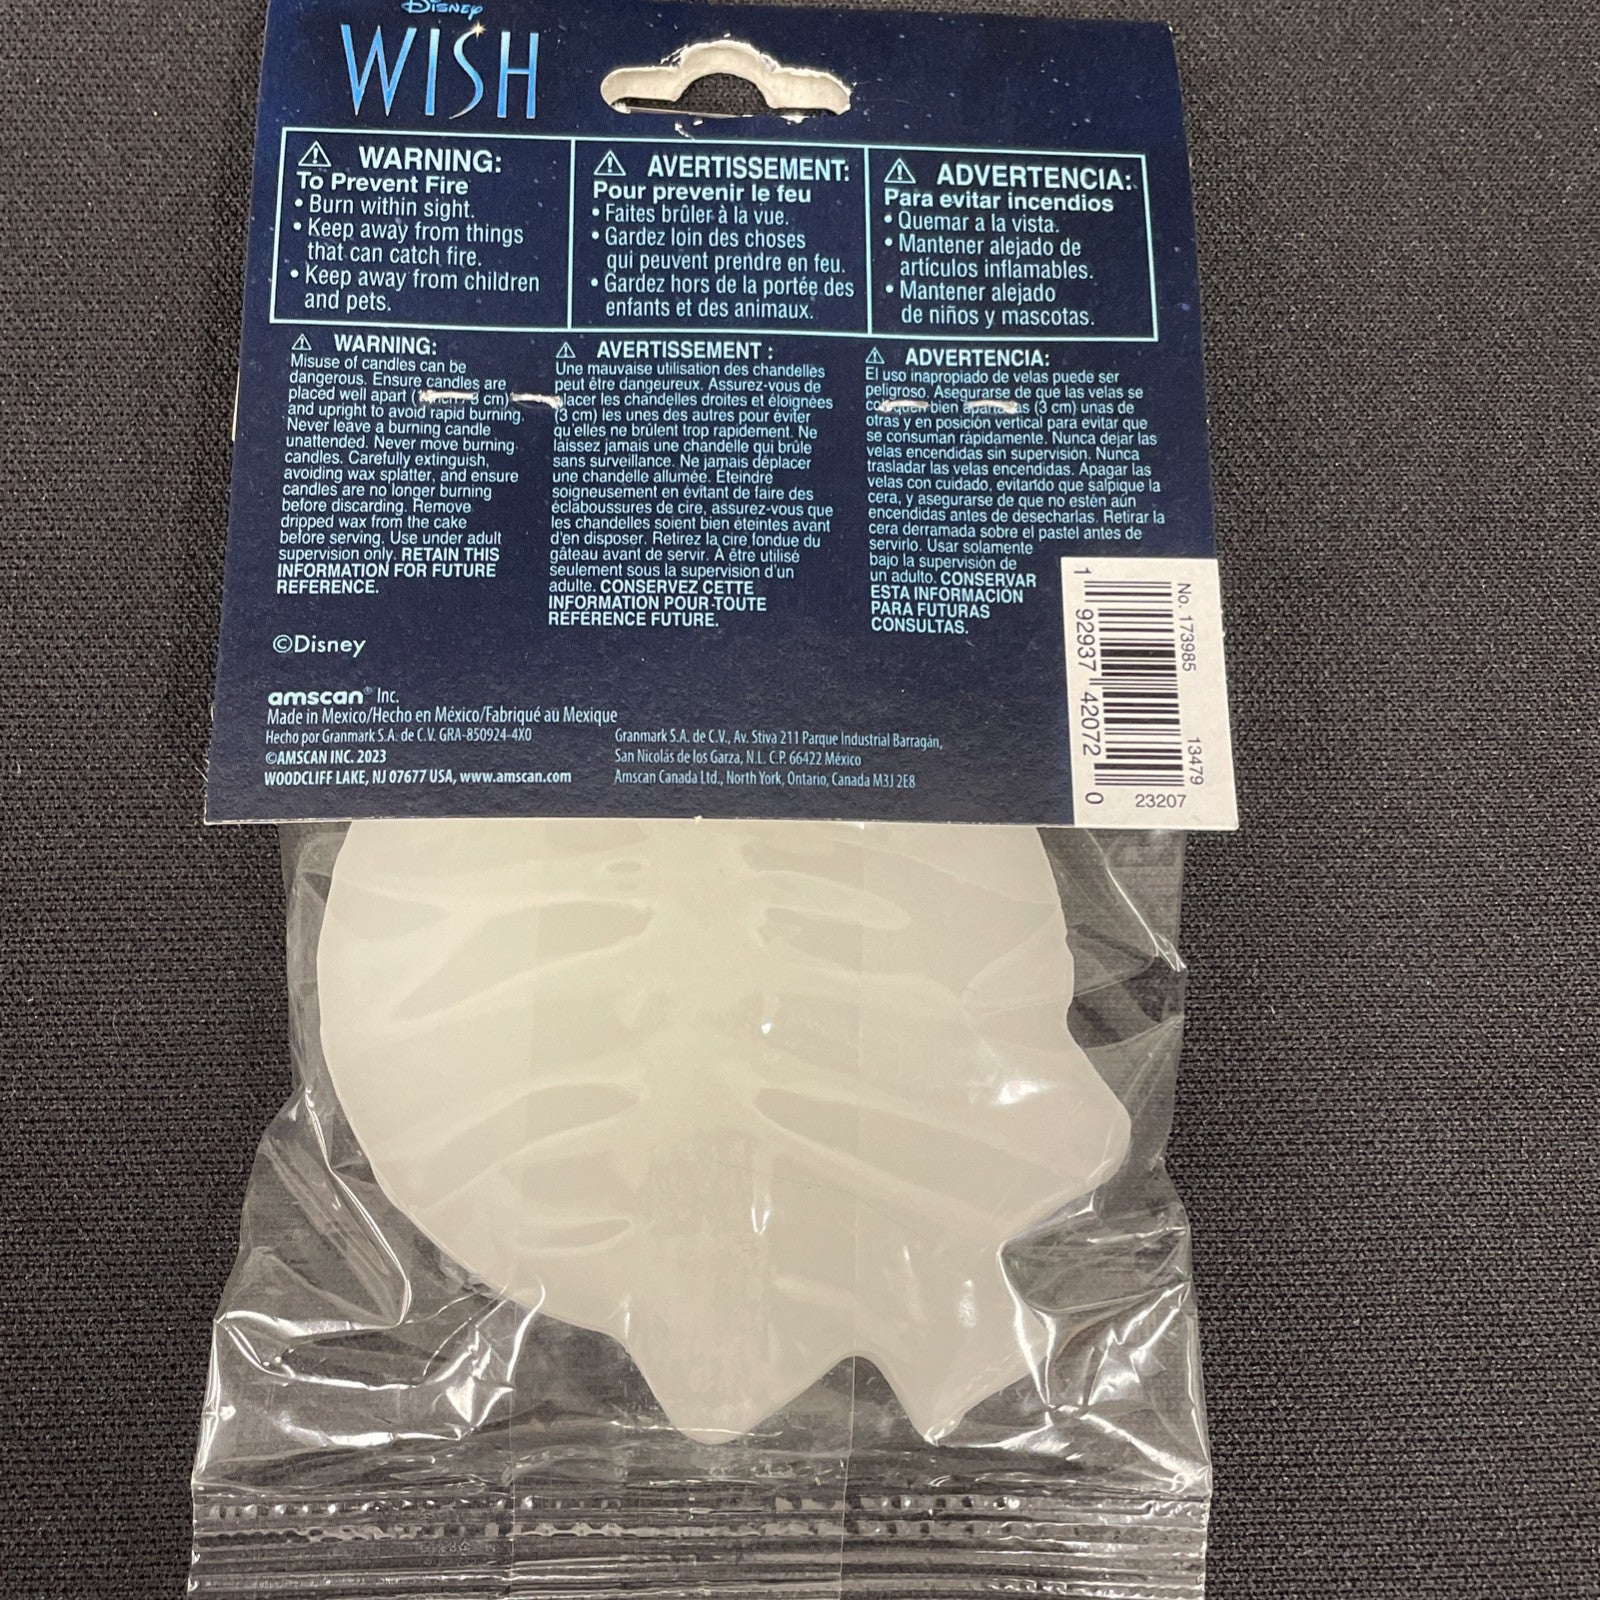 Disney
WISH
⚠ WARNING:
To Prevent Fire
• Burn within sight.
• Keep away from things
that can catch fire.
• Keep away from children
and pets.
⚠ AVERTISSEMENT:
Pour prevenir le feu
• Faites brûler à la vue.
• Gardez loin des choses
qui peuvent prendre en feu.
• Gardez hors de la portée des
enfants et des animaux.
⚠ ADVERTENCIA:
Para evitar incendios
• Quemar a la vista.
• Mantener alejado de
artículos inflamables.
• Mantener alejado
de niños y mascotas.
⚠ WARNING:
Misuse of candles can be
dangerous. Ensure candles are
placed well apart ( cm)
and upright to avoid rapid burning.
Never leave a burning candle
unattended. Never move burning
candles. Carefully extinguish,
avoiding wax splatter, and ensure
candles are no longer burning
before discarding. Remove
dripped wax from the cake
before serving. Use under adult
supervision only. RETAIN THIS
INFORMATION FOR FUTURE
REFERENCE.
⚠ AVERTISSEMENT :
Une mauvaise utilisation des chandelles
peut être dangeureux. Assurez-vous de
placer les chandelles droites et éloignées
(3 cm) les unes des autres pour éviter
qu'elles ne brûlent trop rapidement. Ne
laissez jamais une chandelle qui brûle
sans surveillance. Ne jamais déplacer
une chandelle allumée. Éteindre
soigneusement en évitant de faire des
éclaboussures de cire, assurez-vous que
les chandelles soient bien éteintes avant
d'en disposer. Retirez la cire fondue du
gâteau avant de servir. À être utilisé
seulement sous la supervision d'un
adulte. CONSERVEZ CETTE
INFORMATION POUR TOUTE
RÉFÉRENCE FUTURE.
⚠ ADVERTENCIA:
El uso inapropiado de velas puede ser
peligroso. Asegurarse de que las velas se
coloquen bien apartadas (3 cm) unas de
otras y en posición vertical para evitar que
se consuman rápidamente. Nunca dejar las
velas encendidas sin supervisión. Nunca
trasladar las velas encendidas. Apagar las
velas con cuidado, evitando que salpique la
cera, y asegurarse de que no estén aún
encendidas antes de desecharlas. Retirar la
cera derramada sobre el pastel antes de
servirlo. Usar solamente
bajo la supervisión de
un adulto. CONSERVAR
ESTA INFORMACIÓN
PARA FUTURAS
CONSULTAS.
©Disney
amscan® Inc.
Made in Mexico/Hecho en México/Fabriqué au Mexique
Hecho por Granmark S.A. de C.V. GRA-850924-4X0
©AMSCAN INC. 2023
WOODCLIFF LAKE, NJ 07677 USA, www.amscan.com
Granmark S.A. de C.V., Av. Stiva 211 Parque Industrial Barragán,
San Nicolás de los Garza, N.L. C.P. 66422 México
Amscan Canada Ltd., North York, Ontario, Canada M3J 2E8
No. 173985
13479
1 92937 42072 0
23207